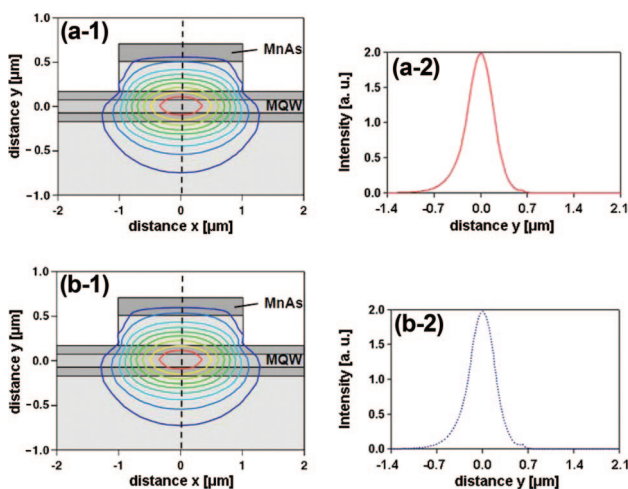 (a-1)
MnAs
MQW
distance y [µm]
1.0
0.5
0.0
−0.5
−1.0
−2
−1
0
1
2
distance x [µm]
(a-2)
Intensity [a. u.]
2.0
1.5
1.0
0.5
0.0
−1.4
−0.7
0.0
0.7
1.4
2.1
distance y [µm]
(b-1)
MnAs
MQW
distance y [µm]
1.0
0.5
0.0
−0.5
−1.0
−2
−1
0
1
2
distance x [µm]
(b-2)
Intensity [a. u.]
2.0
1.5
1.0
0.5
0.0
−1.4
−0.7
0.0
0.7
1.4
2.1
distance y [µm]